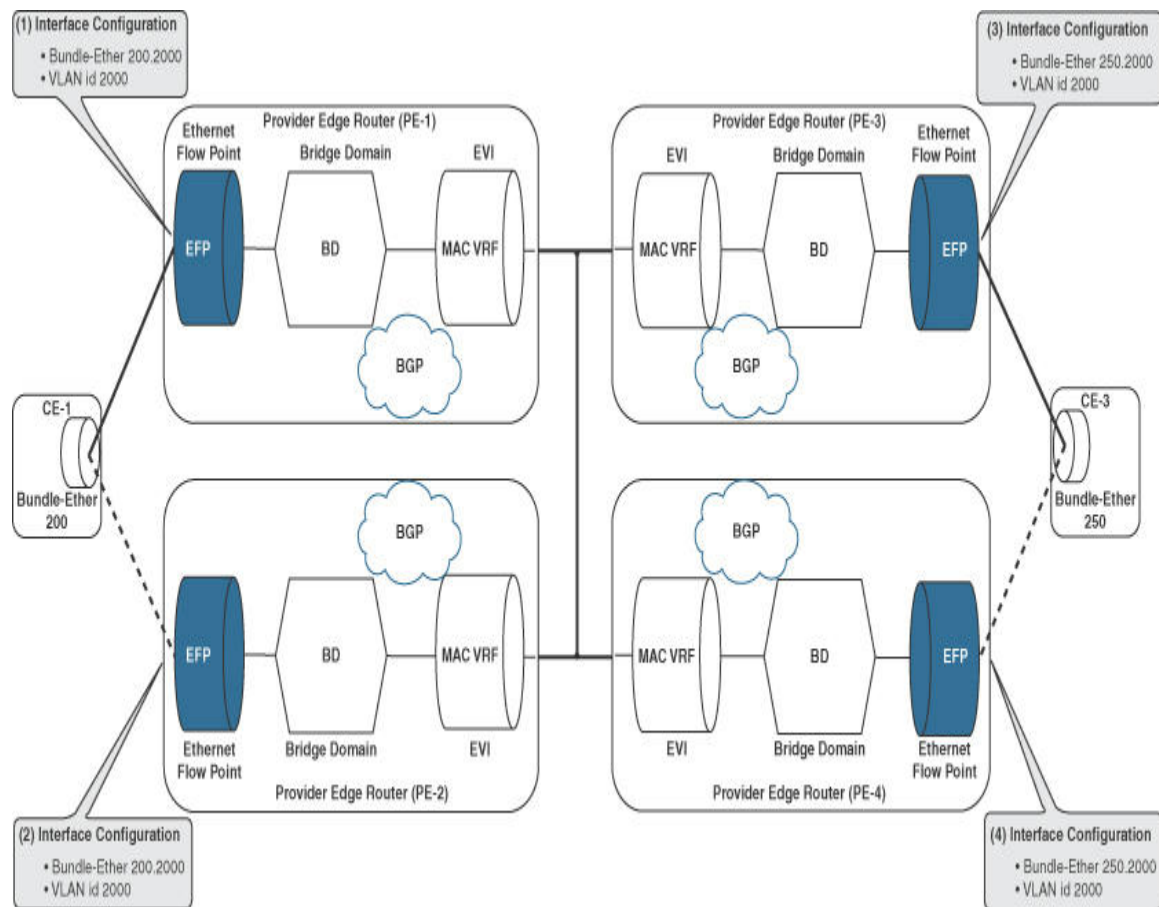 (1) Interface Configuration
• Bundle-Ether 200.2000
• VLAN id 2000
(3) Interface Configuration
• Bundle-Ether 250.2000
• VLAN id 2000
Provider Edge Router (PE-1)
Ethernet
Flow Point
Bridge Domain
EVI
EFP
BD
MAC VRF
BGP
Provider Edge Router (PE-3)
EVI
Bridge Domain
Ethernet
Flow Point
MAC VRF
BD
EFP
BGP
CE-1
Bundle-Ether
200
CE-3
Bundle-Ether
250
BGP
EFP
BD
MAC VRF
Ethernet
Flow Point
Bridge Domain
EVI
Provider Edge Router (PE-2)
BGP
MAC VRF
BD
EFP
EVI
Bridge Domain
Ethernet
Flow Point
Provider Edge Router (PE-4)
(2) Interface Configuration
• Bundle-Ether 200.2000
• VLAN id 2000
(4) Interface Configuration
• Bundle-Ether 250.2000
• VLAN id 2000